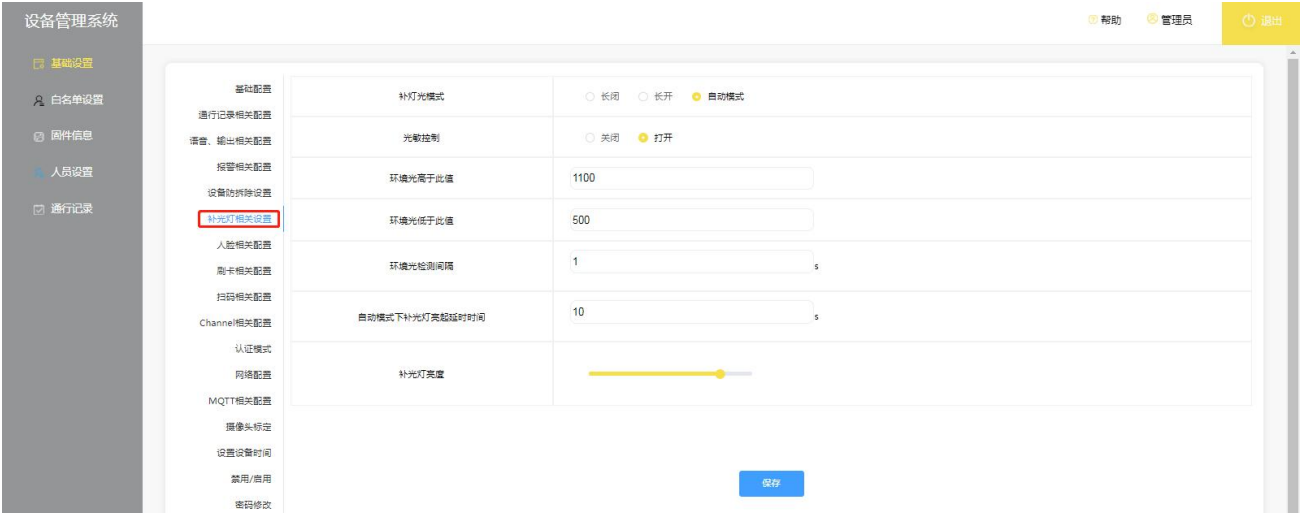 设备管理系统
帮助
管理员
退出
基础设置
白名单设置
固件信息
人员设置
通行记录
基础配置
通行记录相关配置
语音、输出相关配置
报警相关配置
设备防拆除设置
补光灯相关设置
人脸相关配置
刷卡相关配置
扫码相关配置
Channel相关配置
认证模式
网络配置
MQTT相关配置
摄像头标定
设置设备时间
禁用/启用
密码修改
补灯光模式 长闭 长开 自动模式
光敏控制 关闭 打开
环境光高于此值 1100
环境光低于此值 500
环境光检测间隔 1 s
自动模式下补光灯亮起延时时间 10 s
补光灯亮度
保存